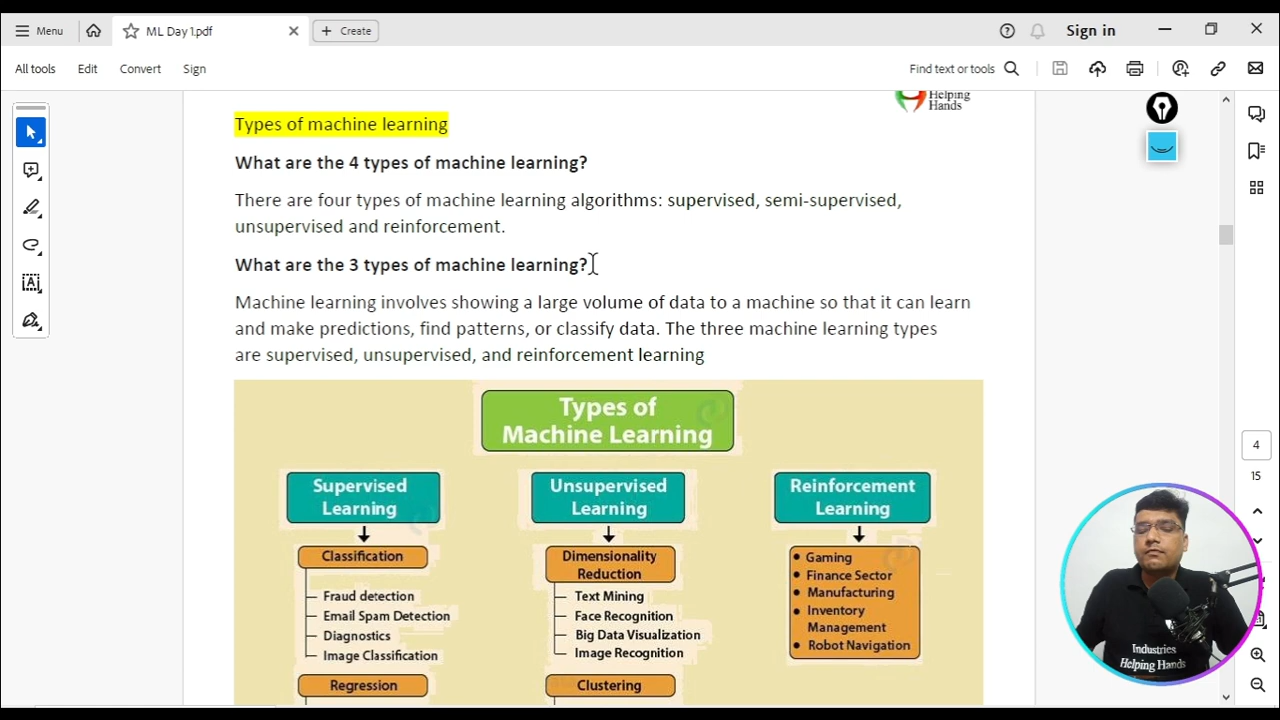 Menu
ML Day 1.pdf
Create
Sign in
All tools
Edit
Convert
Sign
Find text or tools
Helping
Hands
Types of machine learning
What are the 4 types of machine learning?
There are four types of machine learning algorithms: supervised, semi-supervised,
unsupervised and reinforcement.
What are the 3 types of machine learning?
Machine learning involves showing a large volume of data to a machine so that it can learn
and make predictions, find patterns, or classify data. The three machine learning types
are supervised, unsupervised, and reinforcement learning
Types of
Machine Learning
Supervised
Learning
Classification
Fraud detection
Email Spam Detection
Diagnostics
Image Classification
Regression
Unsupervised
Learning
Dimensionality
Reduction
Text Mining
Face Recognition
Big Data Visualization
Image Recognition
Clustering
Reinforcement
Learning
Gaming
Finance Sector
Manufacturing
Inventory
Management
Robot Navigation
4
15
Industries
Helping Hands